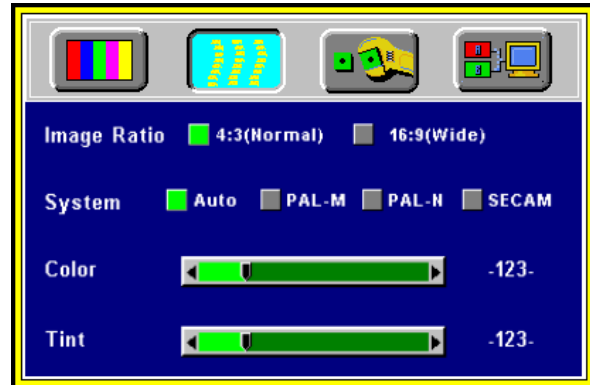 Image Ratio 4:3(Normal) 16:9(Wide)
System Auto PAL-M PAL-N SECAM
Color -123-
Tint -123-